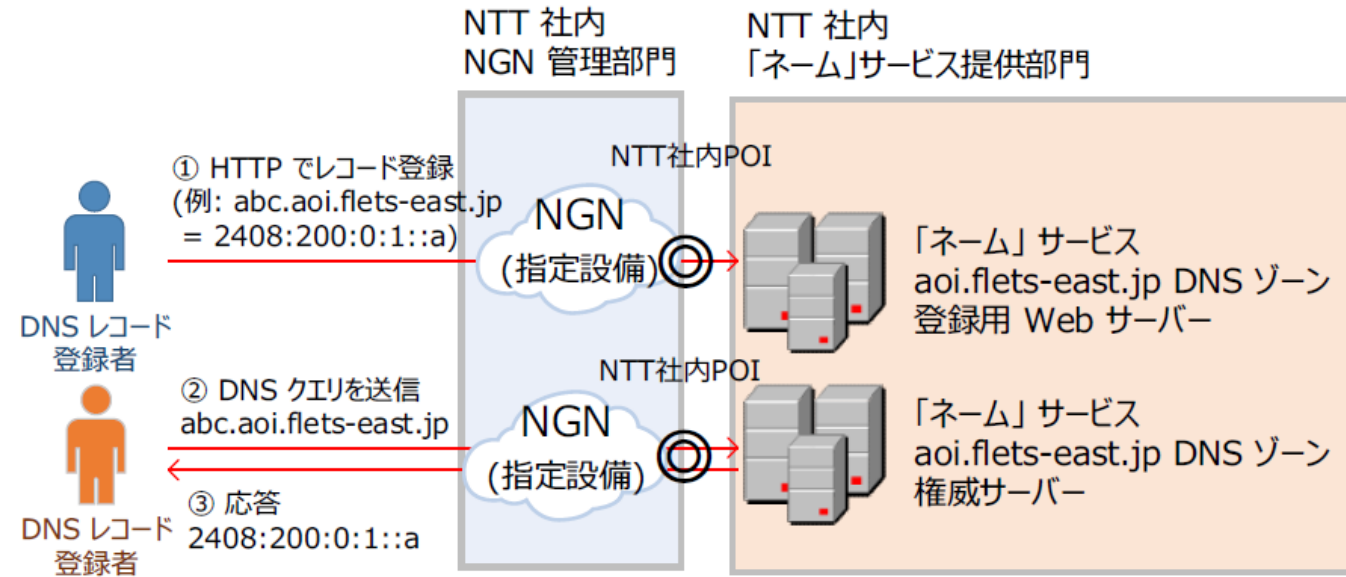 NTT 社内
NGN 管理部門
NTT 社内
「ネーム」サービス提供部門
① HTTP でレコード登録
(例: abc.aoi.flets-east.jp
= 2408:200:0:1::a)
NTT社内POI
NGN
(指定設備)
「ネーム」 サービス
aoi.flets-east.jp DNS ゾーン
登録用 Web サーバー
DNS レコード
登録者
② DNS クエリを送信
abc.aoi.flets-east.jp
NTT社内POI
NGN
(指定設備)
「ネーム」 サービス
aoi.flets-east.jp DNS ゾーン
権威サーバー
③ 応答
2408:200:0:1::a
DNS レコード
登録者